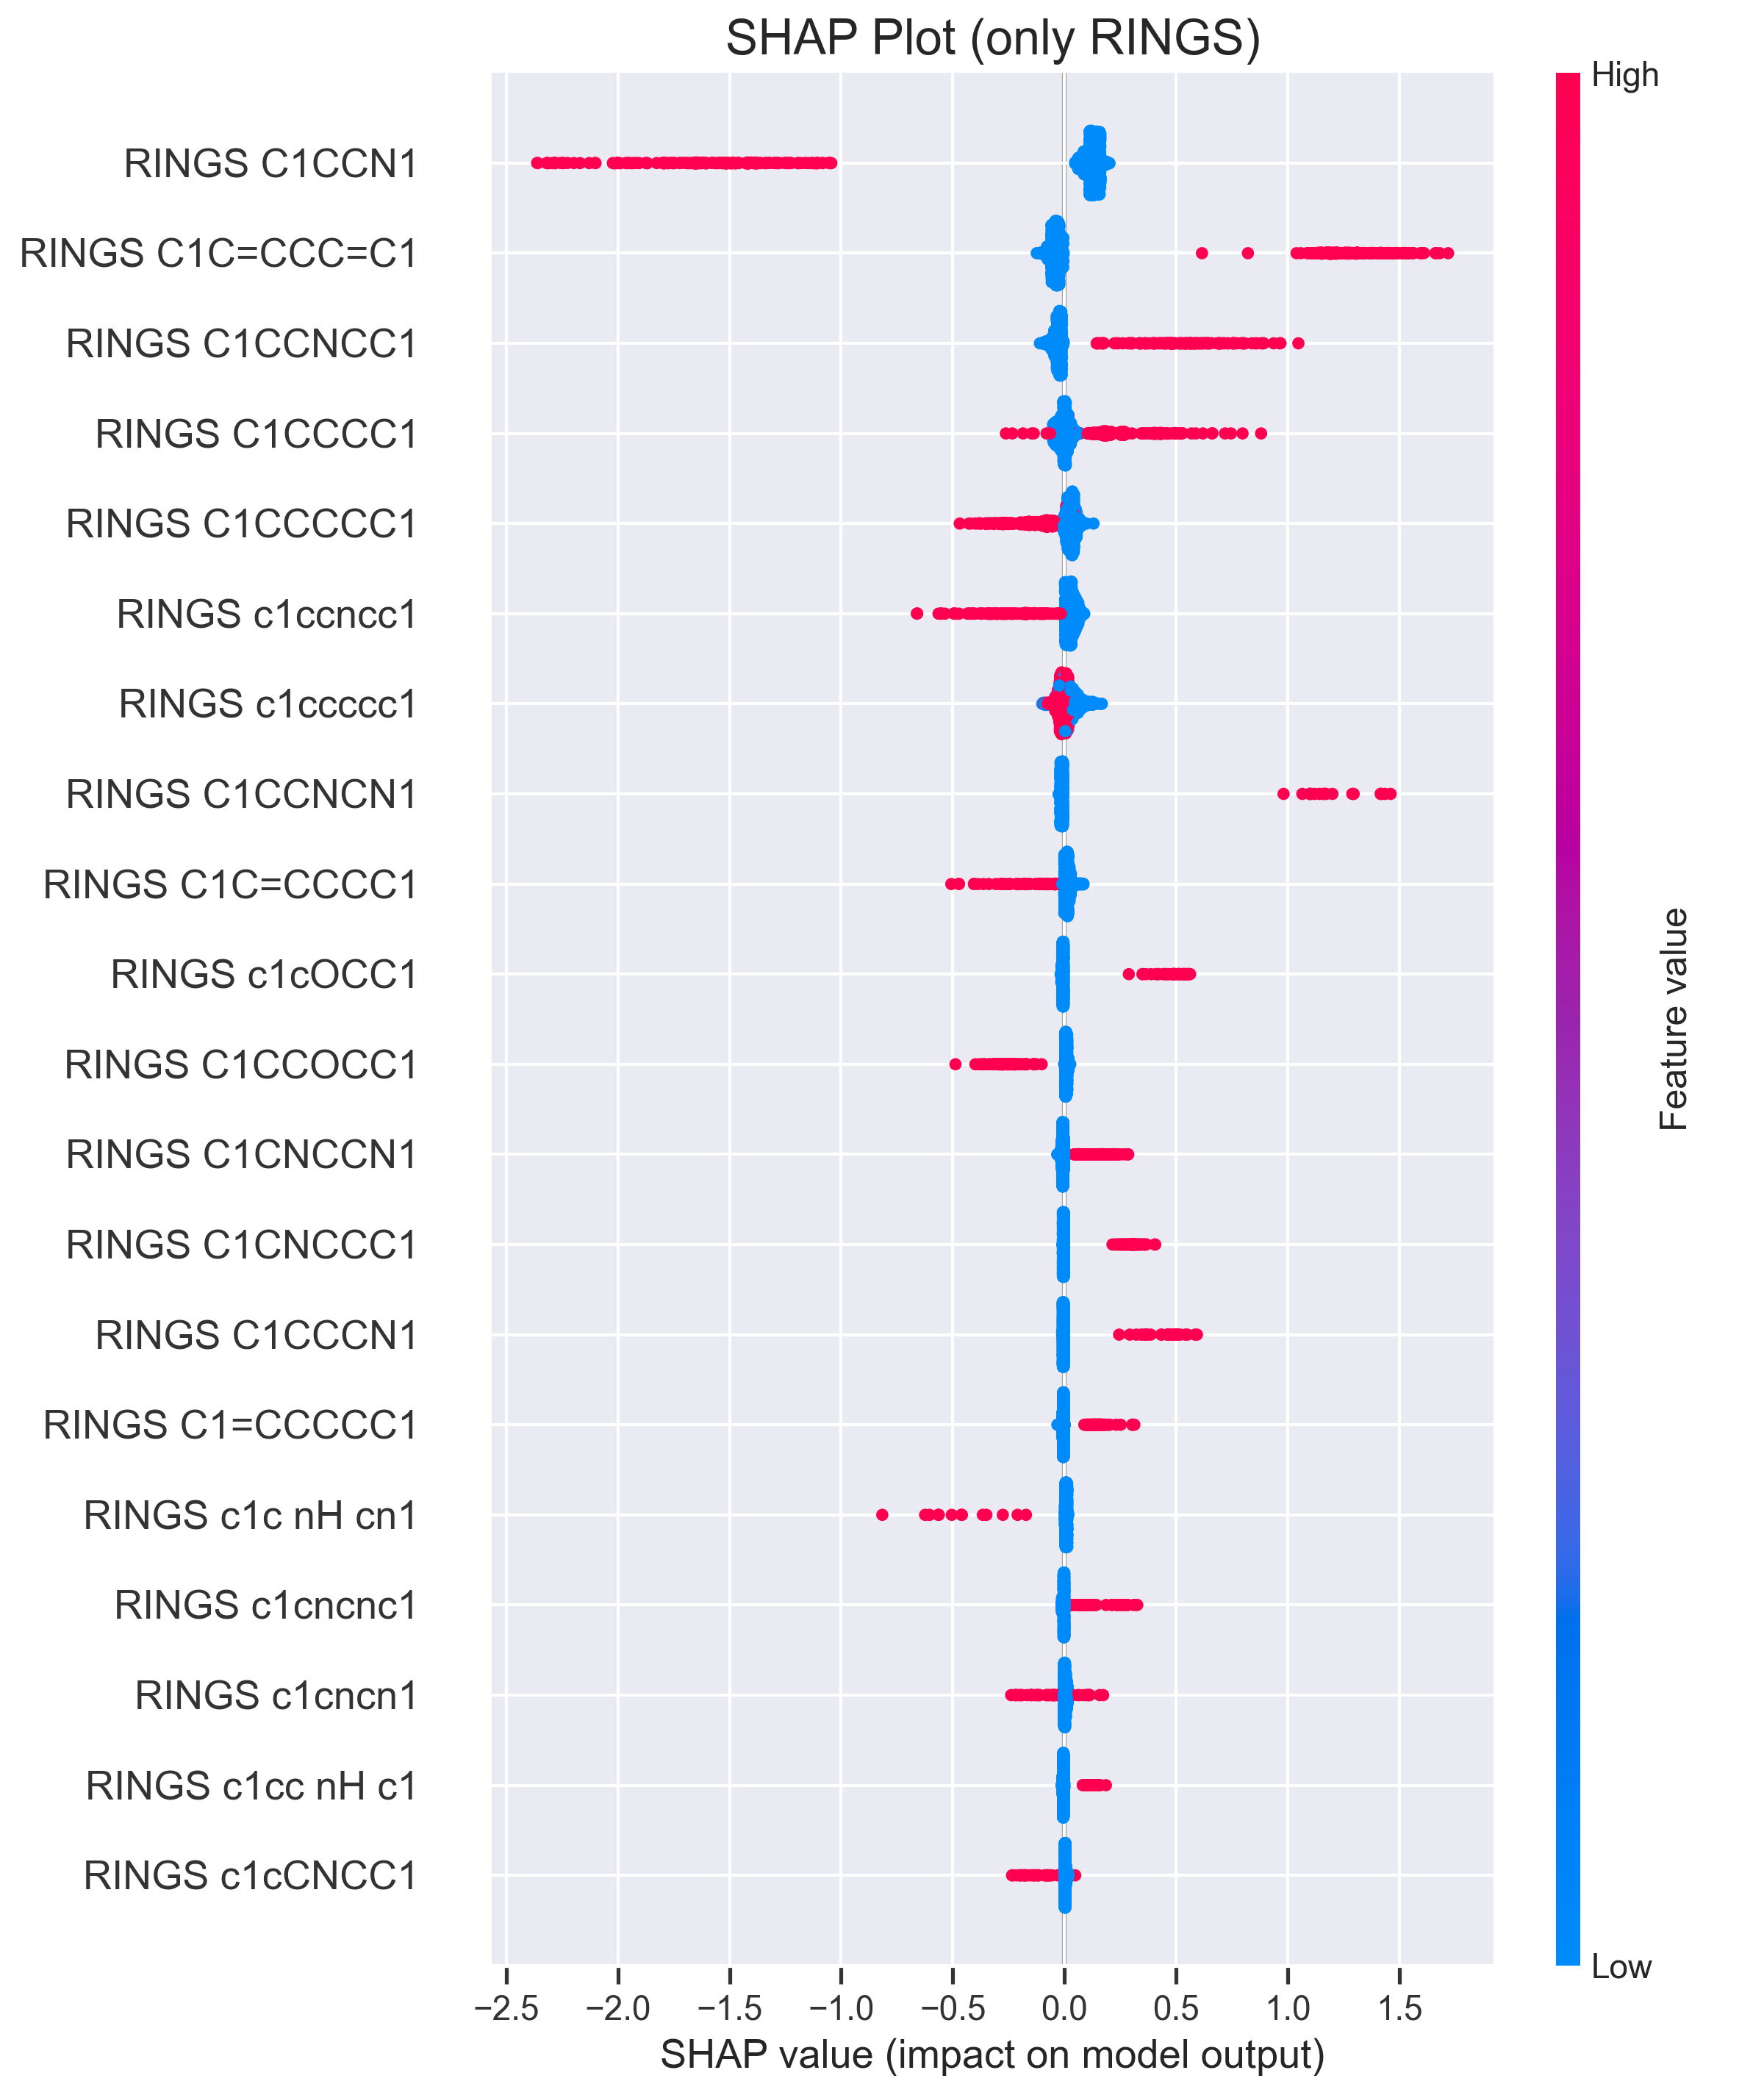 SHAP Plot (only RINGS)
High
RINGS C1CCN1
RINGS C1C=CCC=C1
RINGS C1CCNCC1
RINGS C1CCCC1
RINGS C1CCCCC1
RINGS c1ccncc1
RINGS c1ccccc1
RINGS C1CCNCN1
RINGS C1C=CCCC1
RINGS c1cOCC1
RINGS C1CCOCC1
RINGS C1CNCCN1
RINGS C1CNCCC1
RINGS C1CCCN1
RINGS C1=CCCCC1
RINGS c1c nH cn1
RINGS c1cncnc1
RINGS c1cncn1
RINGS c1cc nH c1
RINGS c1cCNCC1
Feature value
Low
−2.5 −2.0 −1.5 −1.0 −0.5 0.0 0.5 1.0 1.5
SHAP value (impact on model output)